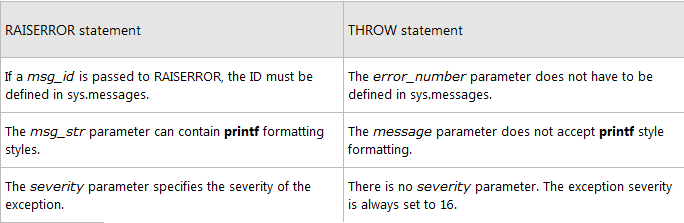 RAISERROR statement
THROW statement
If a msg_id is passed to RAISERROR, the ID must be
defined in sys.messages.
The error_number parameter does not have to be
defined in sys.messages.
The msg_str parameter can contain printf formatting
styles.
The message parameter does not accept printf style
formatting.
The severity parameter specifies the severity of the
exception.
There is no severity parameter. The exception severity
is always set to 16.